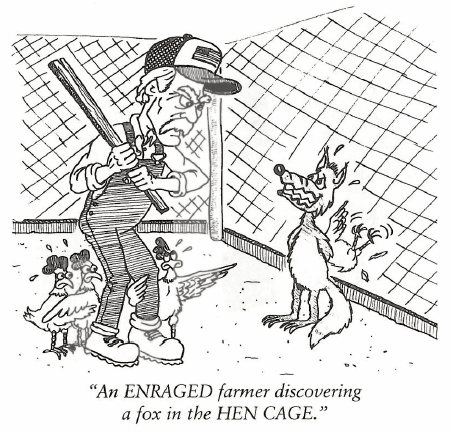 “An ENRAGED farmer discovering
a fox in the HEN CAGE.”